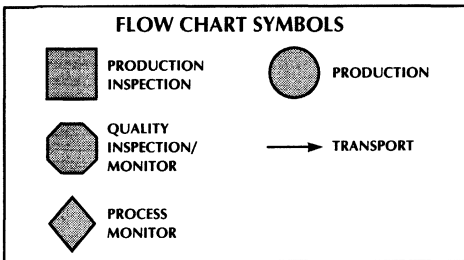 FLOW CHART SYMBOLS
PRODUCTION
INSPECTION
PRODUCTION
QUALITY
INSPECTION/
MONITOR
TRANSPORT
PROCESS
MONITOR